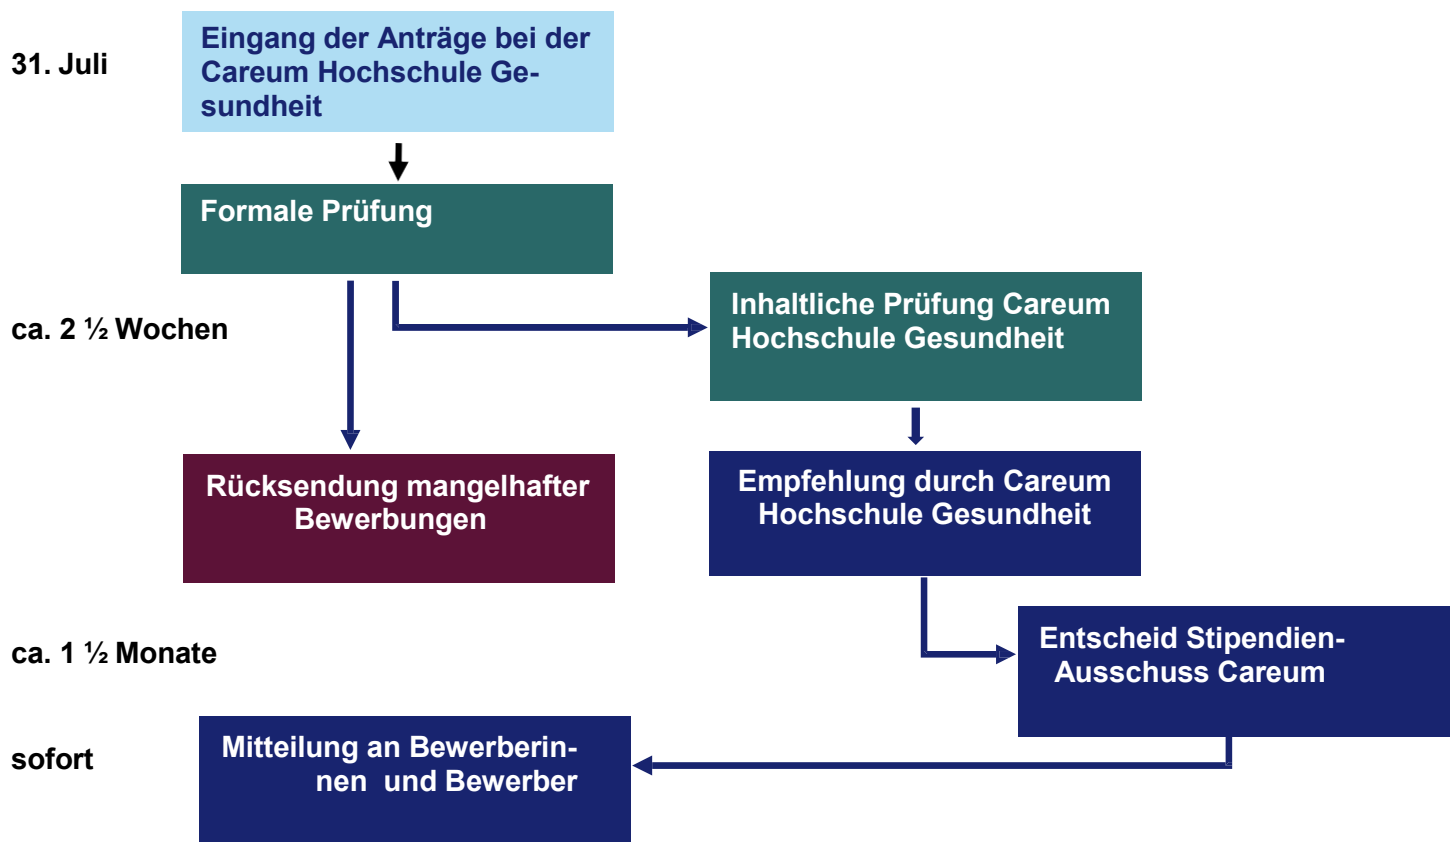 31. Juli
Eingang der Anträge bei der
Careum Hochschule Ge-
sundheit
Formale Prüfung
ca. 2 ½ Wochen
Inhaltliche Prüfung Careum
Hochschule Gesundheit
Rücksendung mangelhafter
Bewerbungen
Empfehlung durch Careum
Hochschule Gesundheit
ca. 1 ½ Monate
Entscheid Stipendien-
Ausschuss Careum
sofort
Mitteilung an Bewerberin-
nen und Bewerber